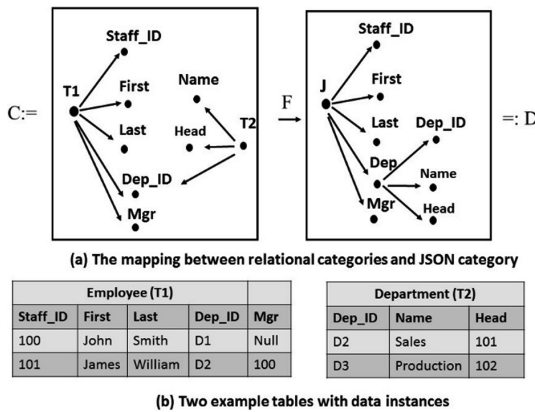 C:=
T1
Staff_ID
First
Last
Dep_ID
Mgr
Name
Head
T2
F
J
Staff_ID
First
Last
Dep
Mgr
Dep_ID
Name
Head
=: D
(a) The mapping between relational categories and JSON category
Employee (T1)
Staff_ID First Last Dep_ID Mgr
100 John Smith D1 Null
101 James William D2 100
Department (T2)
Dep_ID Name Head
D2 Sales 101
D3 Production 102
(b) Two example tables with data instances